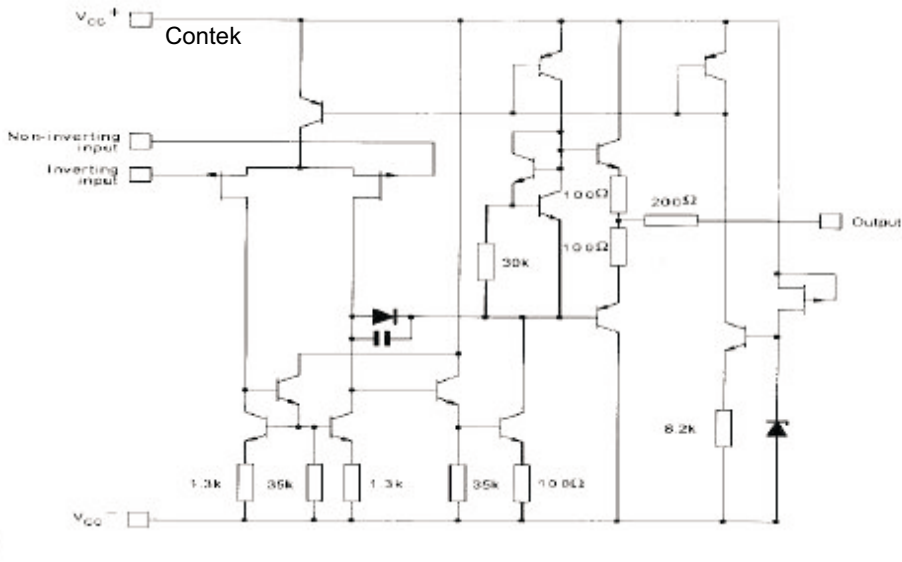 Vcc+
Contek
Non-inverting
input
Inverting
input
100Ω
200Ω
Output
100Ω
30k
8.2k
1.3k
35k
1.3k
35k
100Ω
Vcc-